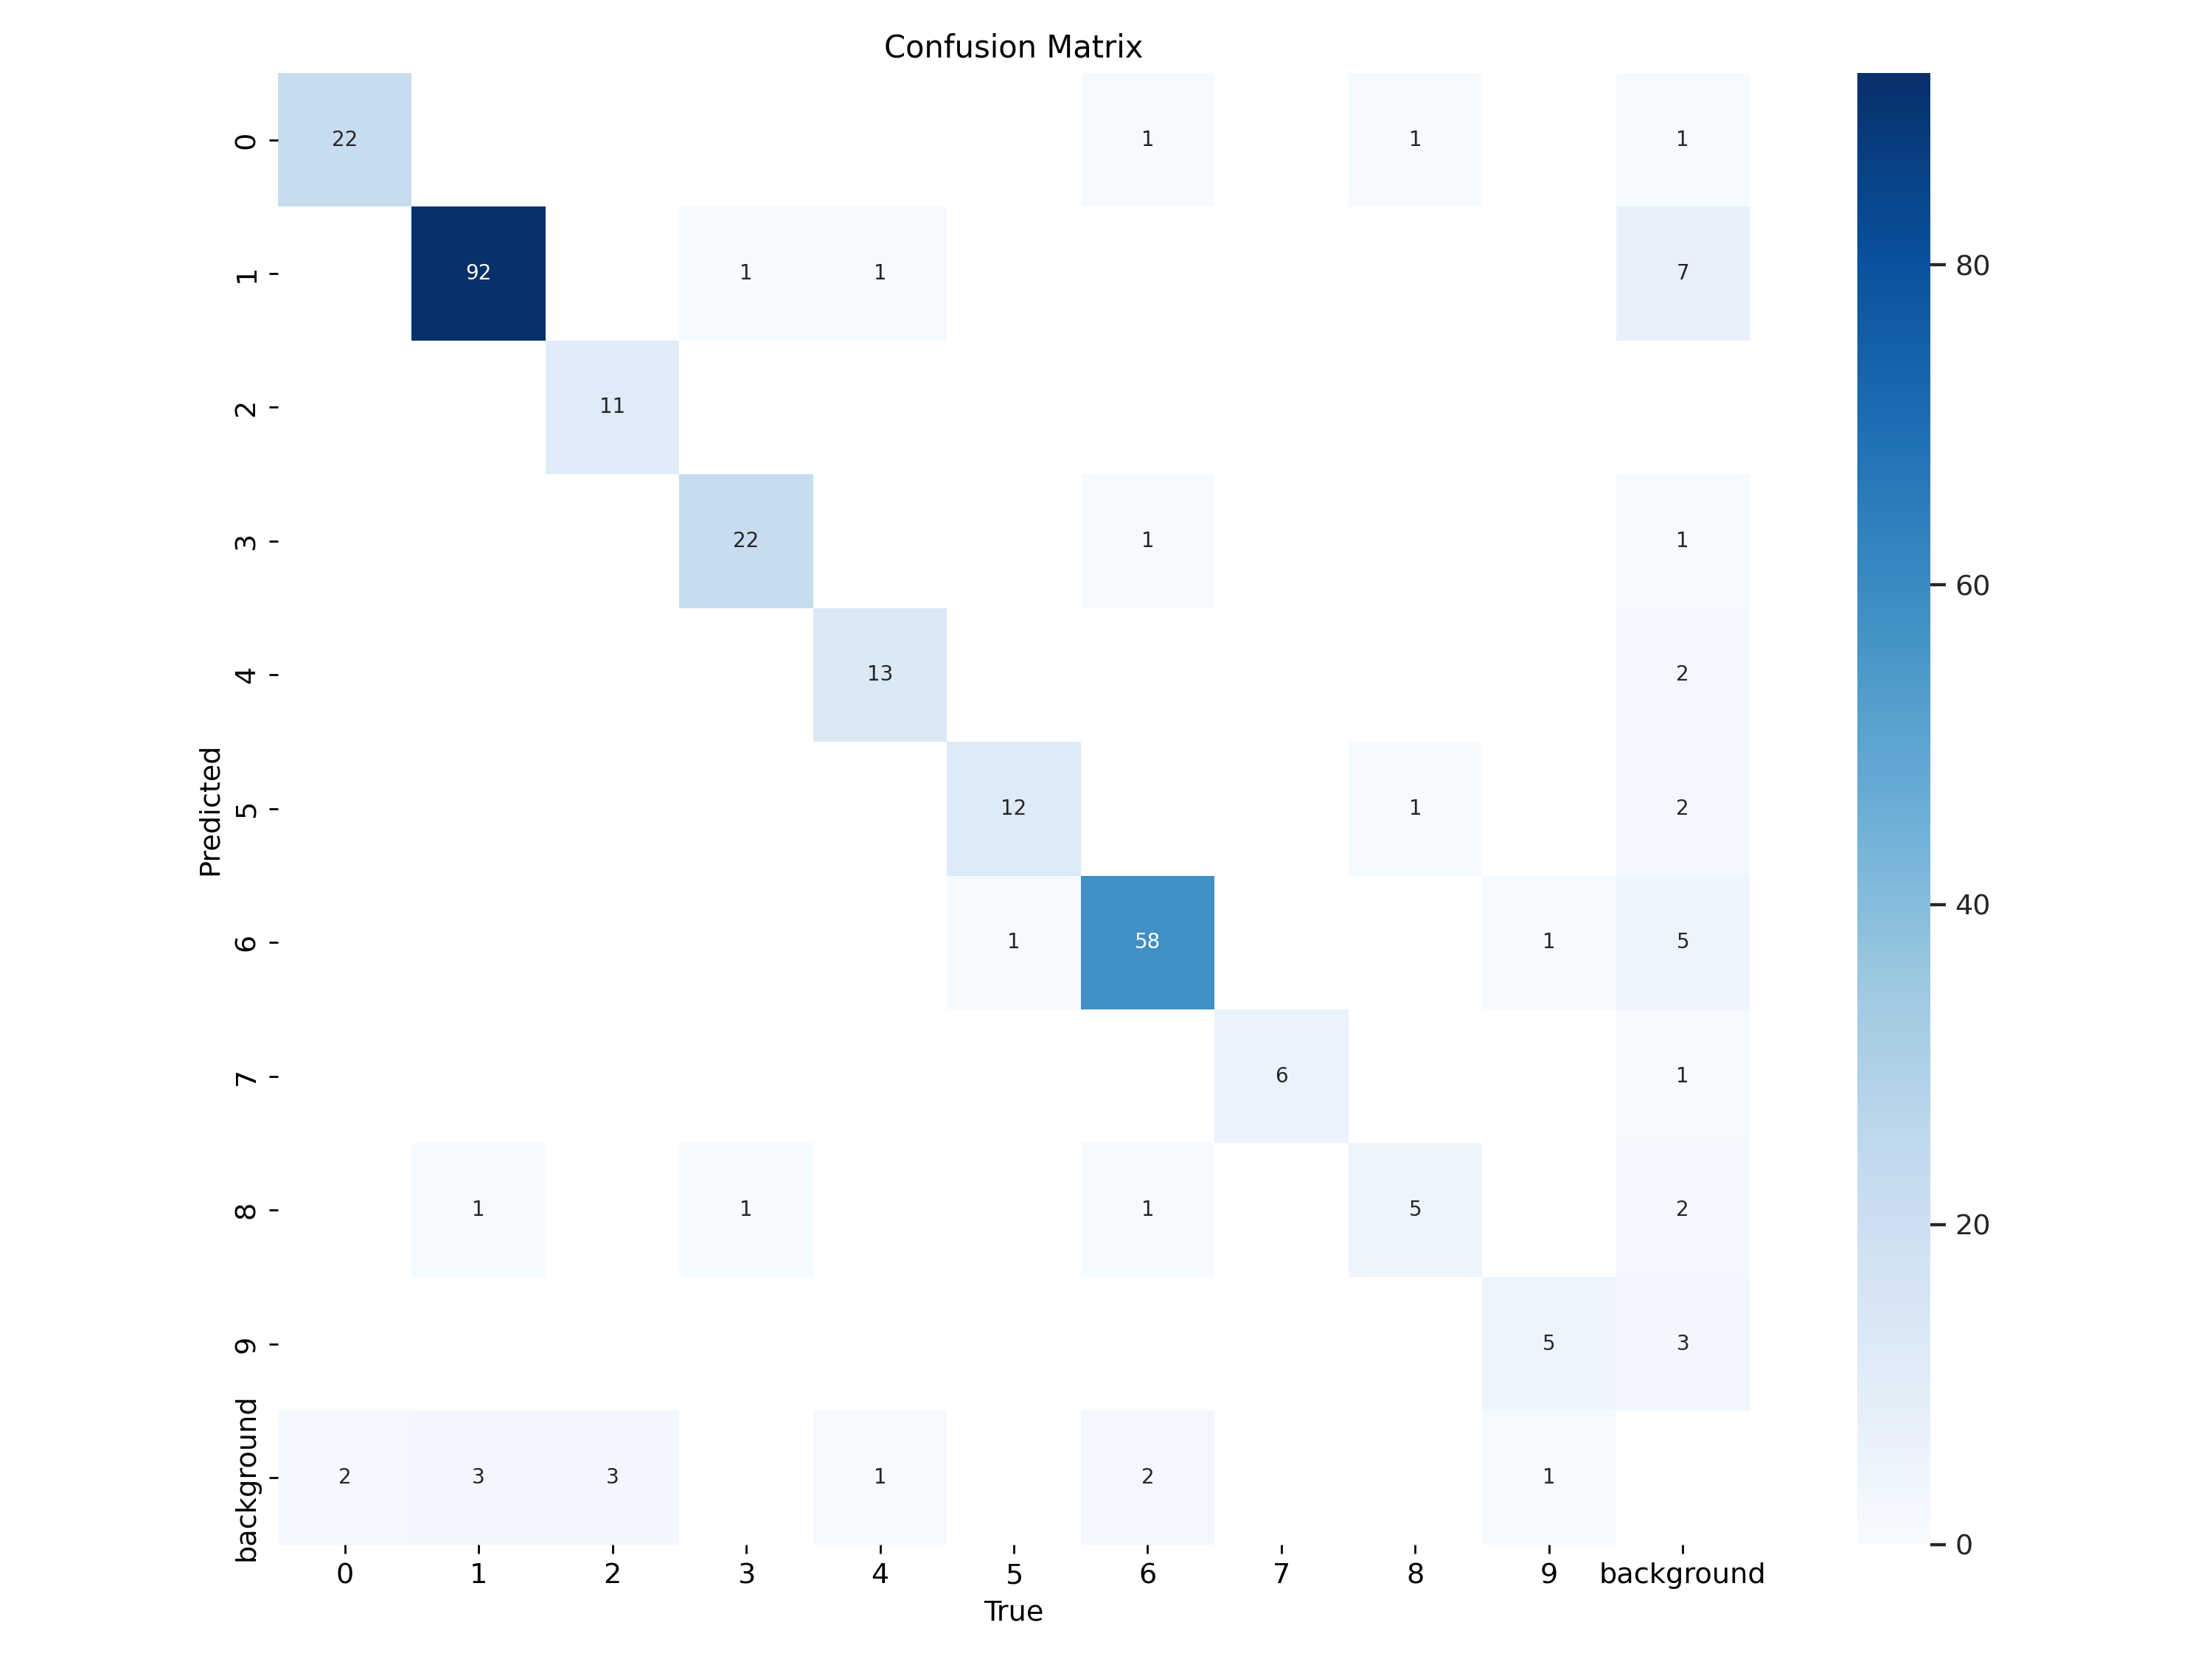 Confusion Matrix
0 22 1 1 1
1 92 1 1 7 80
2 11
3 22 1 1 60
4 13 2
Predicted
5 12 1 2
6 1 58 1 5 40
7 6 1
8 1 1 1 5 2 20
9 5 3
background 2 3 3 1 2 1 0
0 1 2 3 4 5 6 7 8 9 background
True